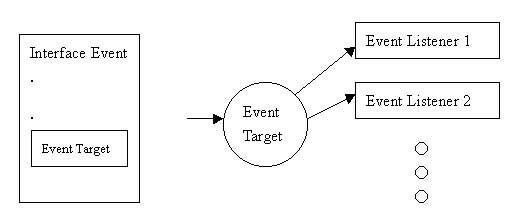 Interface Event
.
.
Event Target
Event
Target
Event Listener 1
Event Listener 2